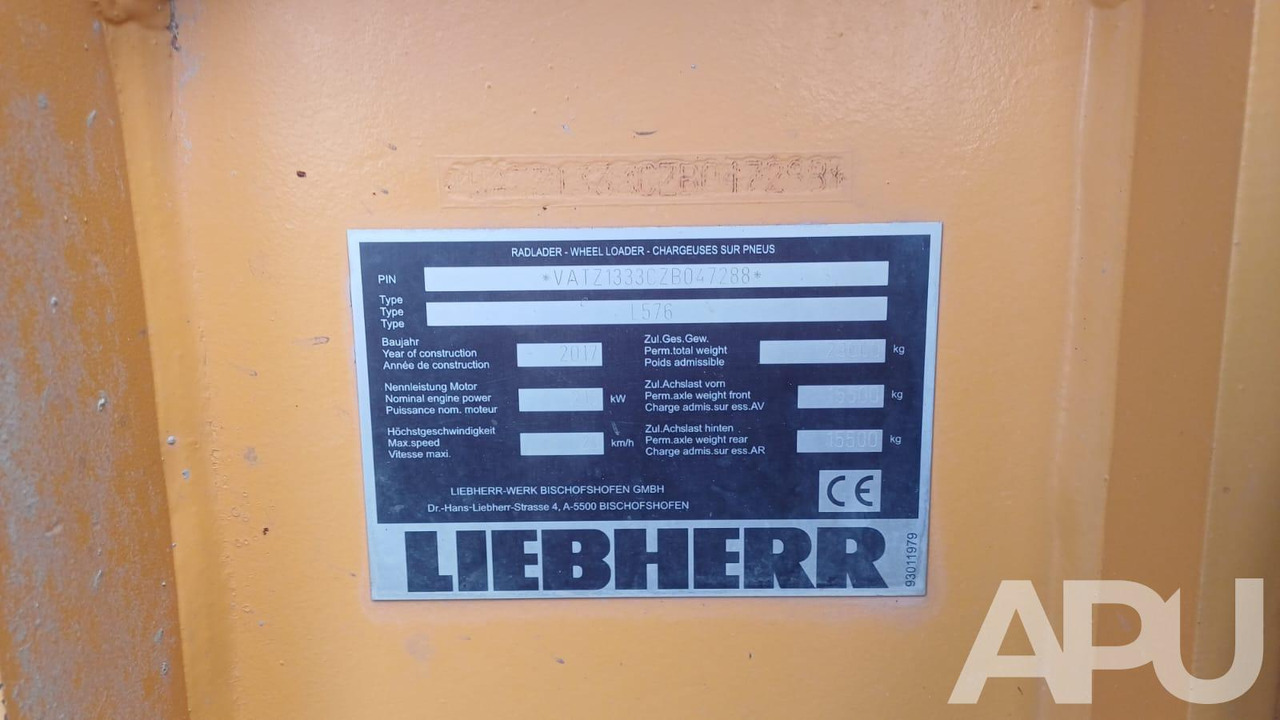 RADLADER - WHEEL LOADER - CHARGEUSES SUR PNEUS
PIN *VATZ1333CZB047288*
Type
Type L576
Type
Baujahr
Year of construction 2017
Année de construction
Zul.Ges.Gew.
Perm.total weight kg
Poids admissible
Nennleistung Motor
Nominal engine power kW
Puissance nom. moteur
Zul.Achslast vorn
Perm.axle weight front kg
Charge admis.sur ess.AV
Höchstgeschwindigkeit
Max.speed km/h
Vitesse maxi.
Zul.Achslast hinten
Perm.axle weight rear 15500 kg
Charge admis.sur ess.AR
LIEBHERR-WERK BISCHOFSHOFEN GMBH
Dr.-Hans-Liebherr-Strasse 4, A-5500 BISCHOFSHOFEN
CE
LIEBHERR
93011979
APU